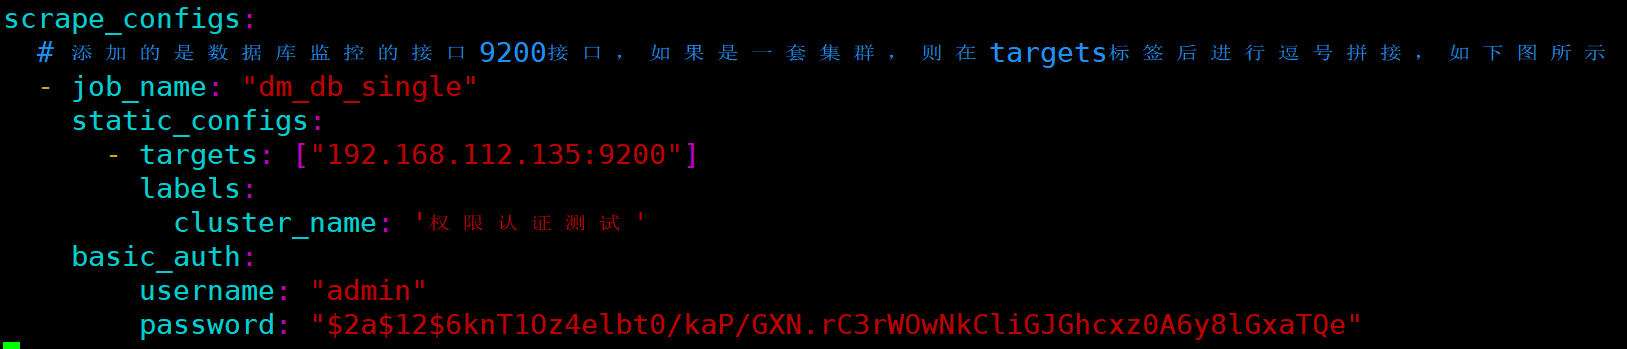 scrape_configs:
  # 添加的是数据库监控的接口9200接口，如果是一套集群，则在targets标签后进行逗号拼接，如下图所示
  - job_name: "dm_db_single"
    static_configs:
      - targets: ["192.168.112.135:9200"]
        labels:
          cluster_name: '权限认证测试'
    basic_auth:
        username: "admin"
        password: "$2a$12$6knT1Oz4elbt0/kaP/GXN.rC3rWOwNkCliGJGhcxz0A6y8lGxaTQe"